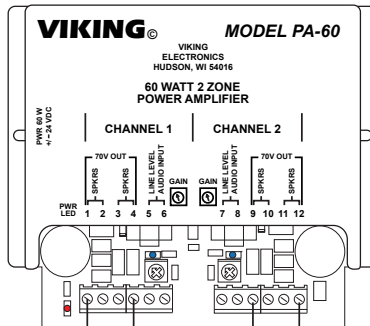 VIKING© MODEL PA-60
VIKING
ELECTRONICS
HUDSON, WI 54016
60 WATT 2 ZONE
POWER AMPLIFIER
PWR 60 W
+/- 24 VDC
CHANNEL 1 CHANNEL 2
70V OUT 70V OUT
SPKRS SPKRS LINE LEVEL AUDIO INPUT GAIN GAIN LINE LEVEL AUDIO INPUT SPKRS SPKRS
PWR
LED 1 2 3 4 5 6 7 8 9 10 11 12